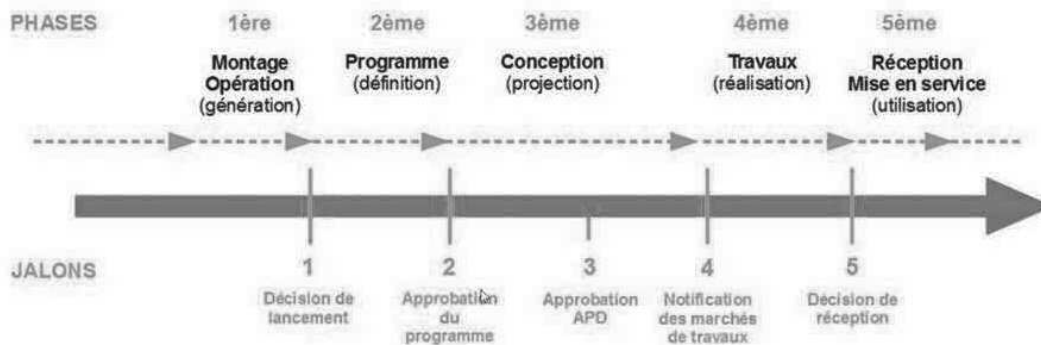 PHASES 1ère 2ème 3ème 4ème 5ème
Montage Programme Conception Travaux Réception
Opération (définition) (projection) (réalisation) Mise en service
(génération) (utilisation)
JALONS 1 2 3 4 5
Décision de Approbation Approbation Notification Décision de
lancement du APD des marchés réception
programme de travaux